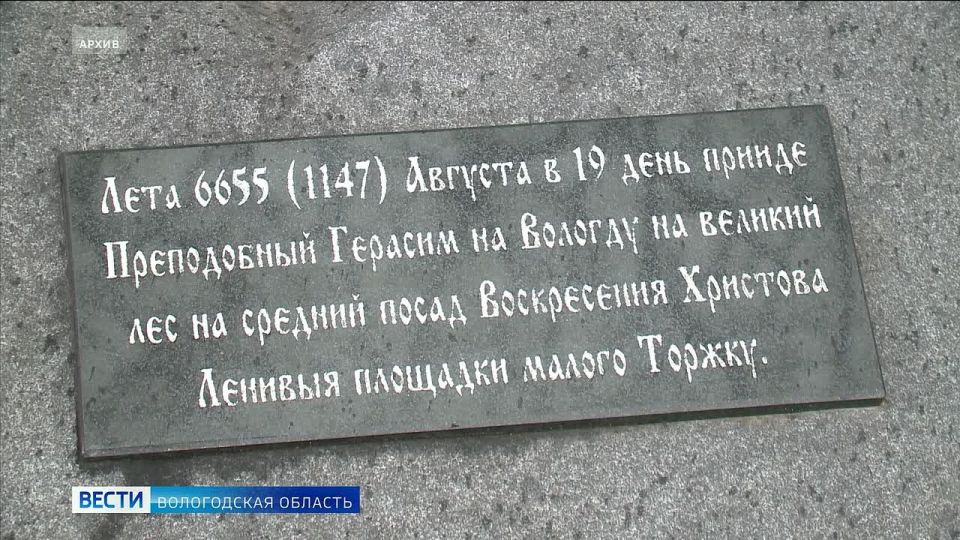 АРХИВ
Лета 6655 (1147) Августа в 19 день прииде
Преподобный Герасим на Вологду на великий
лес на средний посад Воскресения Христова
Ленивыя площадки малого Торжку.
ВЕСТИ ВОЛОГОДСКАЯ ОБЛАСТЬ